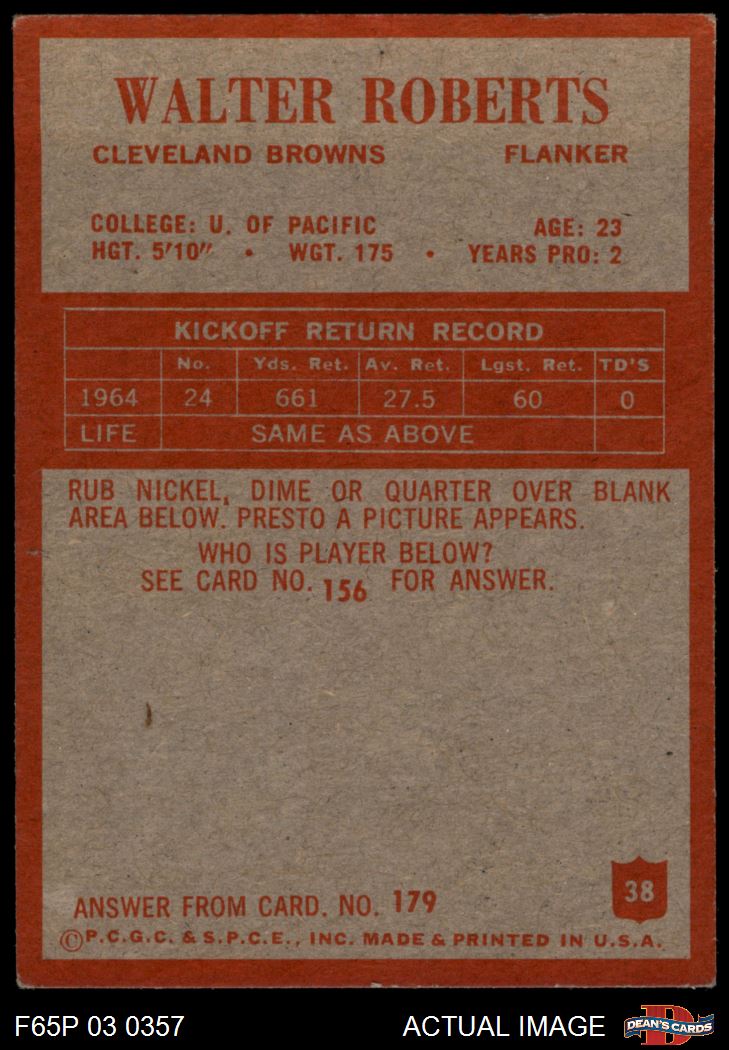 WALTER ROBERTS
CLEVELAND BROWNS FLANKER
COLLEGE: U. OF PACIFIC AGE: 23
HGT. 5'10" • WGT. 175 • YEARS PRO: 2
KICKOFF RETURN RECORD
No. Yds. Ret. Av. Ret. Lgst. Ret. TD'S
1964 24 661 27.5 60 0
LIFE SAME AS ABOVE
RUB NICKEL, DIME OR QUARTER OVER BLANK
AREA BELOW. PRESTO A PICTURE APPEARS.
WHO IS PLAYER BELOW?
SEE CARD NO. 156 FOR ANSWER.
38
ANSWER FROM CARD. NO. 179
©P.C.G.C. & S.P.C.E., INC. MADE & PRINTED IN U.S.A.
F65P 03 0357 ACTUAL IMAGE DEAN'S CARDS